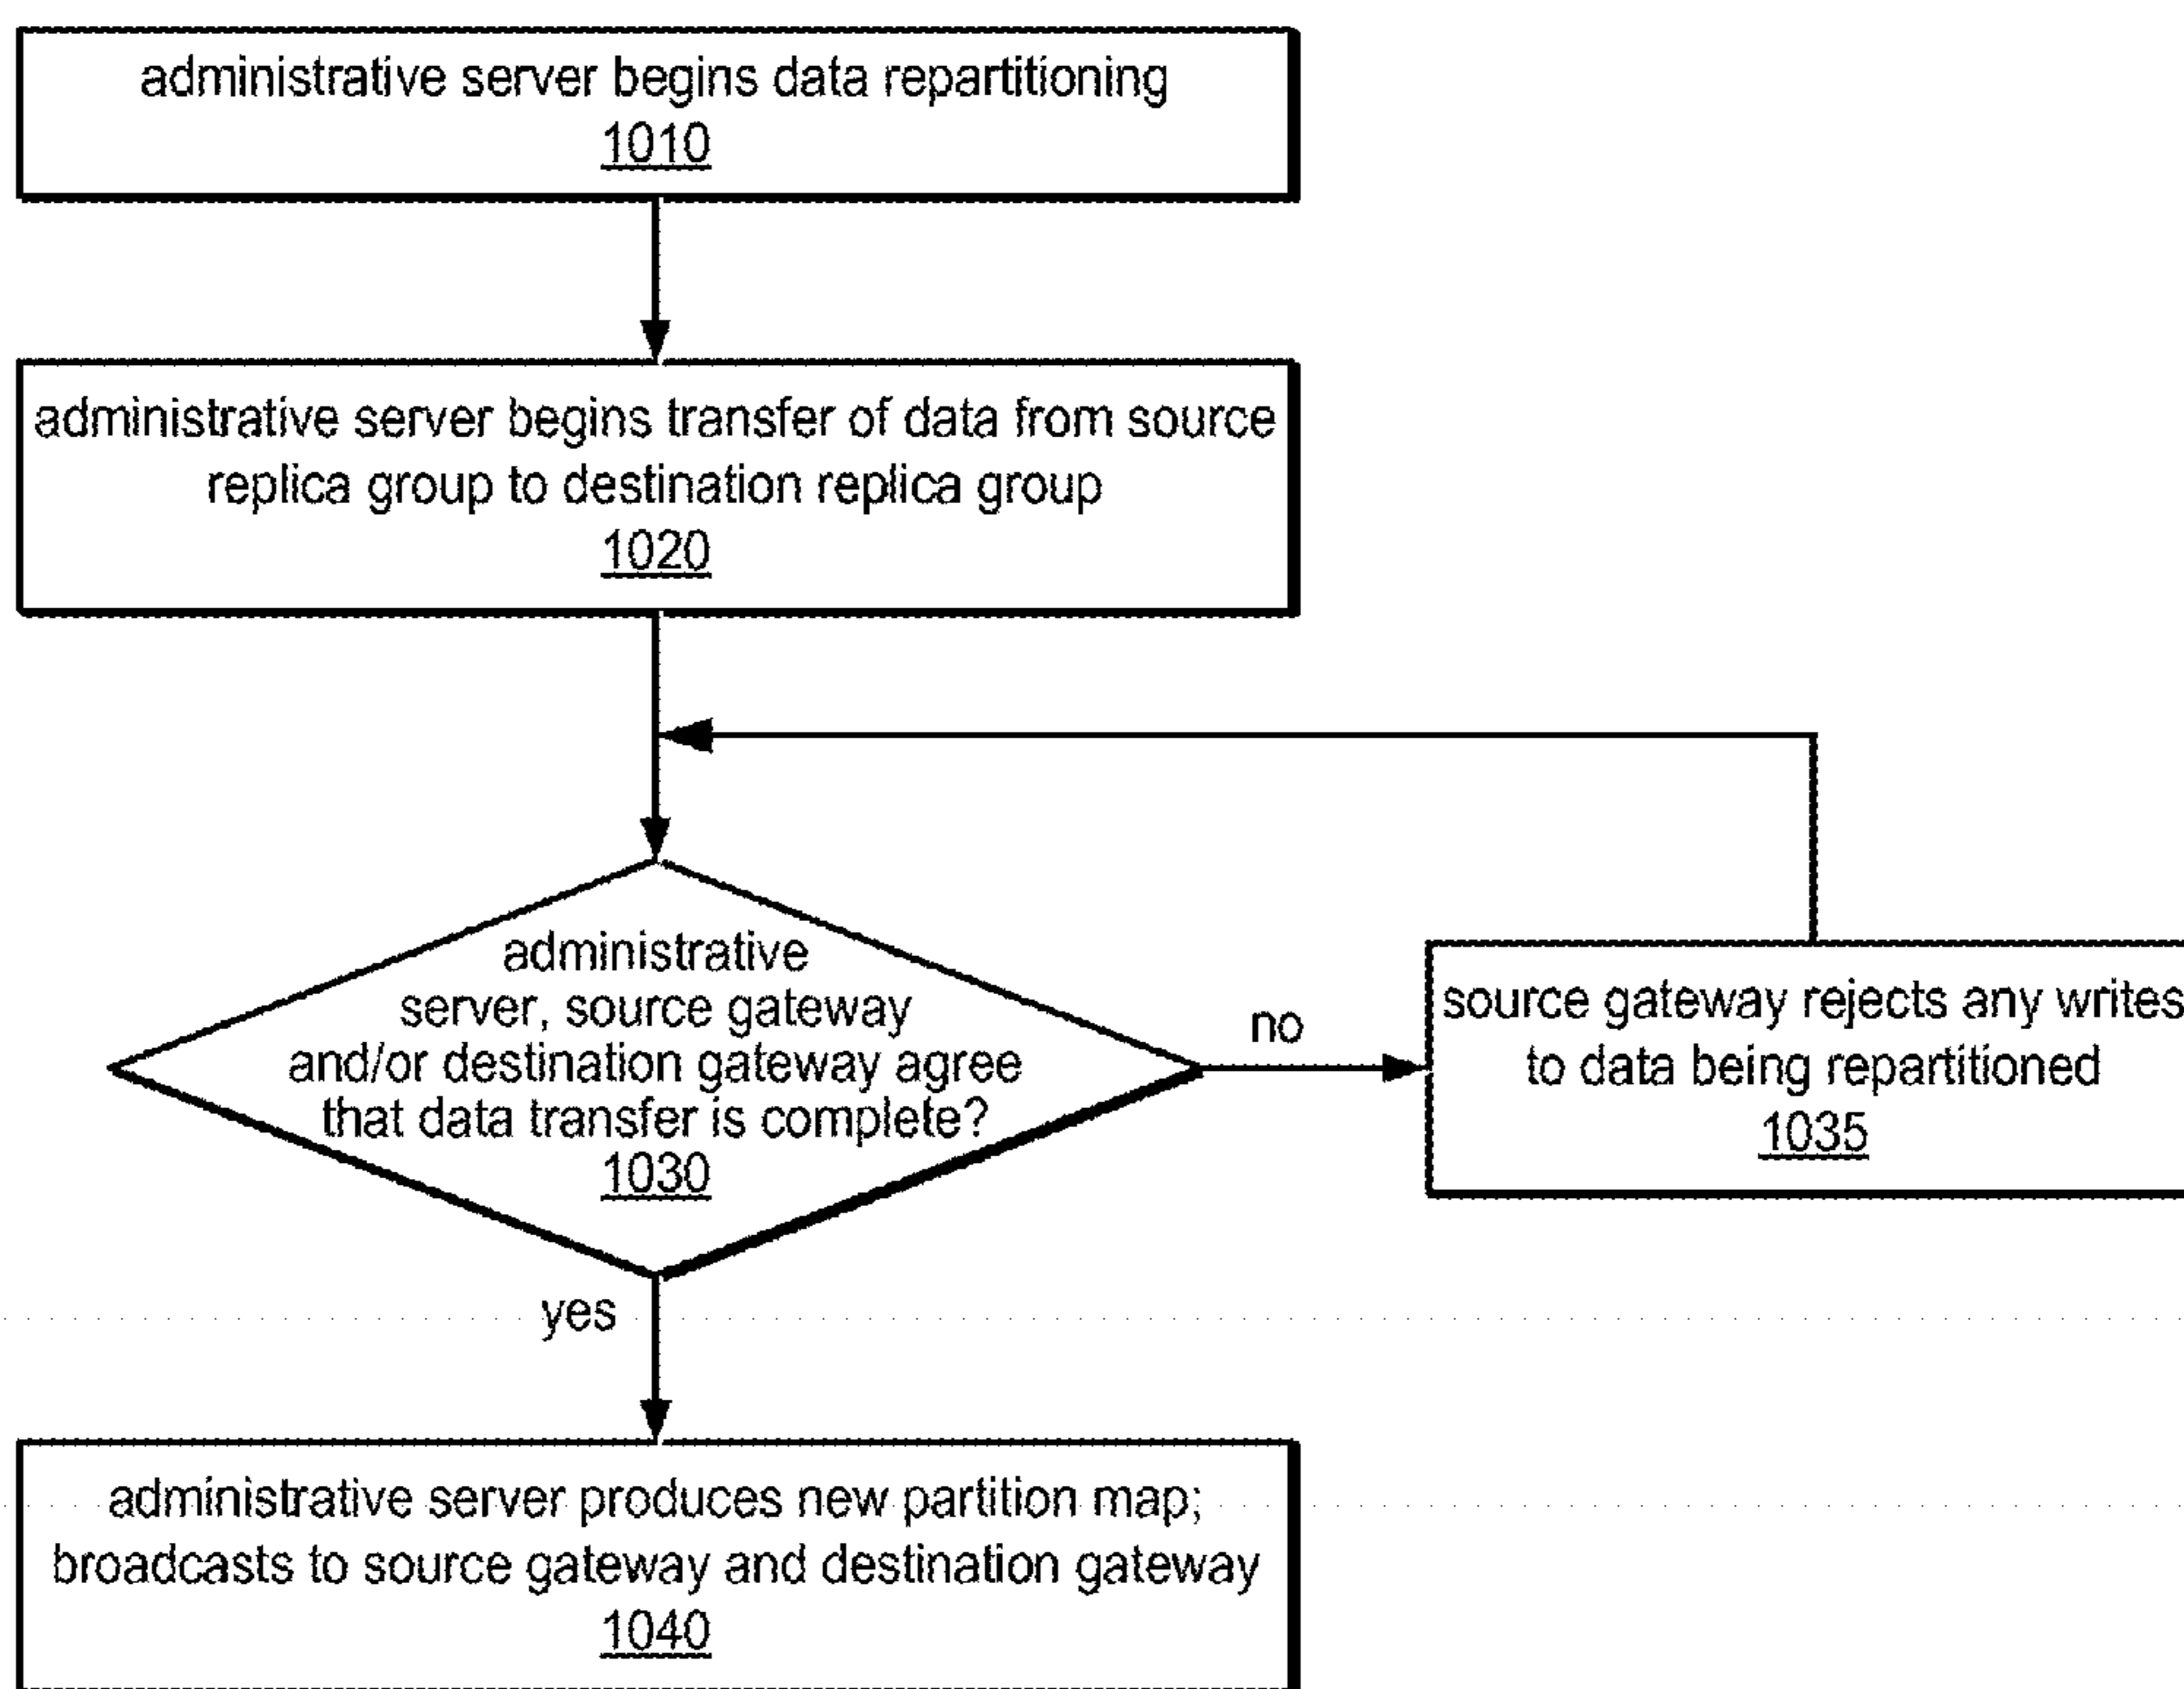 administrative server begins data repartitioning
1010
administrative server begins transfer of data from source
replica group to destination replica group
1020
administrative
server, source gateway
and/or destination gateway agree
that data transfer is complete?
1030
no
source gateway rejects any writes
to data being repartitioned
1035
yes
administrative server produces new partition map;
broadcasts to source gateway and destination gateway
1040